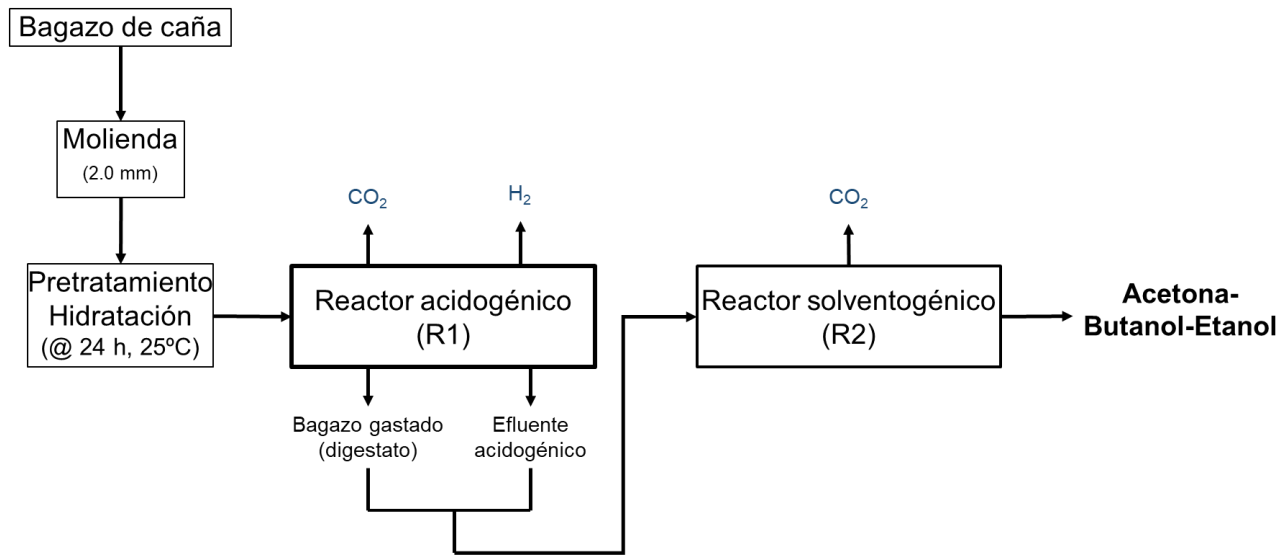 Bagazo de caña
Molienda
(2.0 mm)
Pretratamiento
Hidratación
(@ 24 h, 25ºC)
CO₂
H₂
Reactor acidogénico
(R1)
Bagazo gastado
(digestato)
Efluente
acidogénico
CO₂
Reactor solventogénico
(R2)
Acetona-
Butanol-Etanol